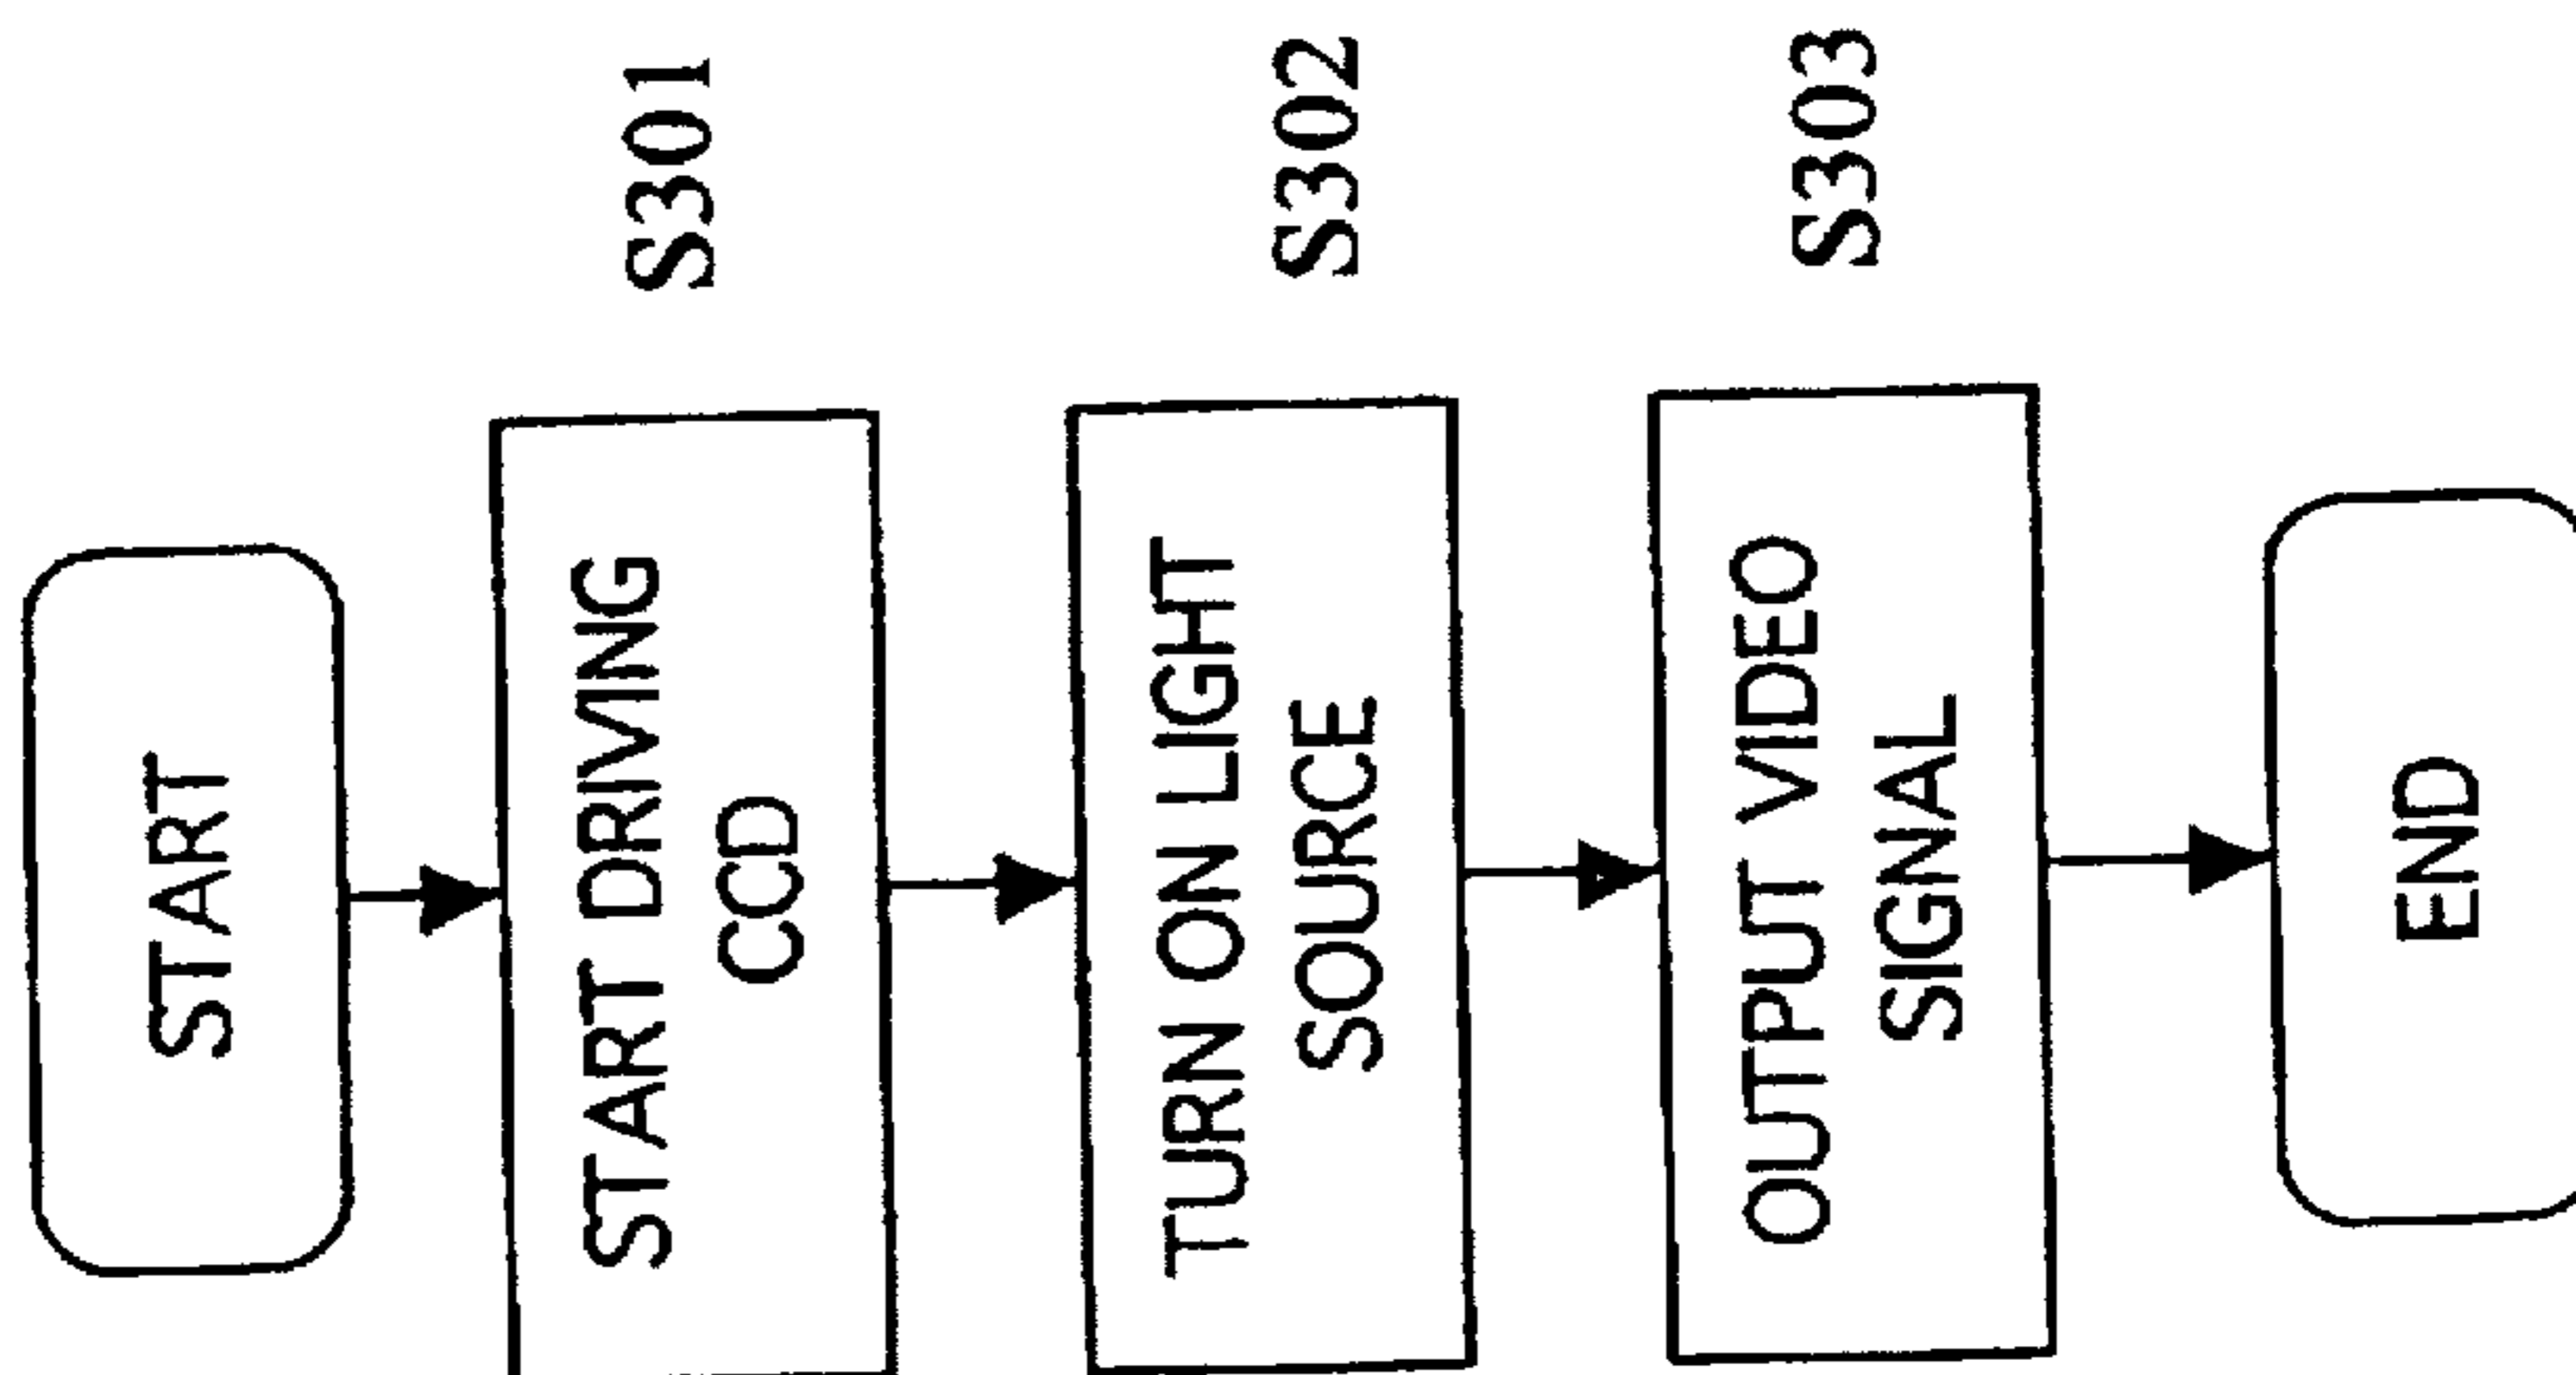 START
START DRIVING
CCD
S301
TURN ON LIGHT
SOURCE
S302
OUTPUT VIDEO
SIGNAL
S303
END